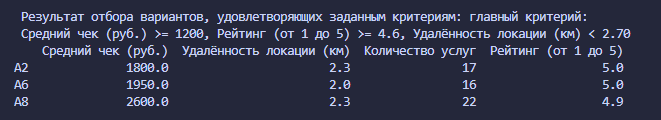 Результат отбора вариантов, удовлетворяющих заданным критериям: главный критерий:
Средний чек (руб.) >= 1200, Рейтинг (от 1 до 5) >= 4.6, Удалённость локации (км) < 2.70
Средний чек (руб.) Удалённость локации (км) Количество услуг Рейтинг (от 1 до 5)
А2 1800.0 2.3 17 5.0
А6 1950.0 2.0 16 5.0
А8 2600.0 2.3 22 4.9